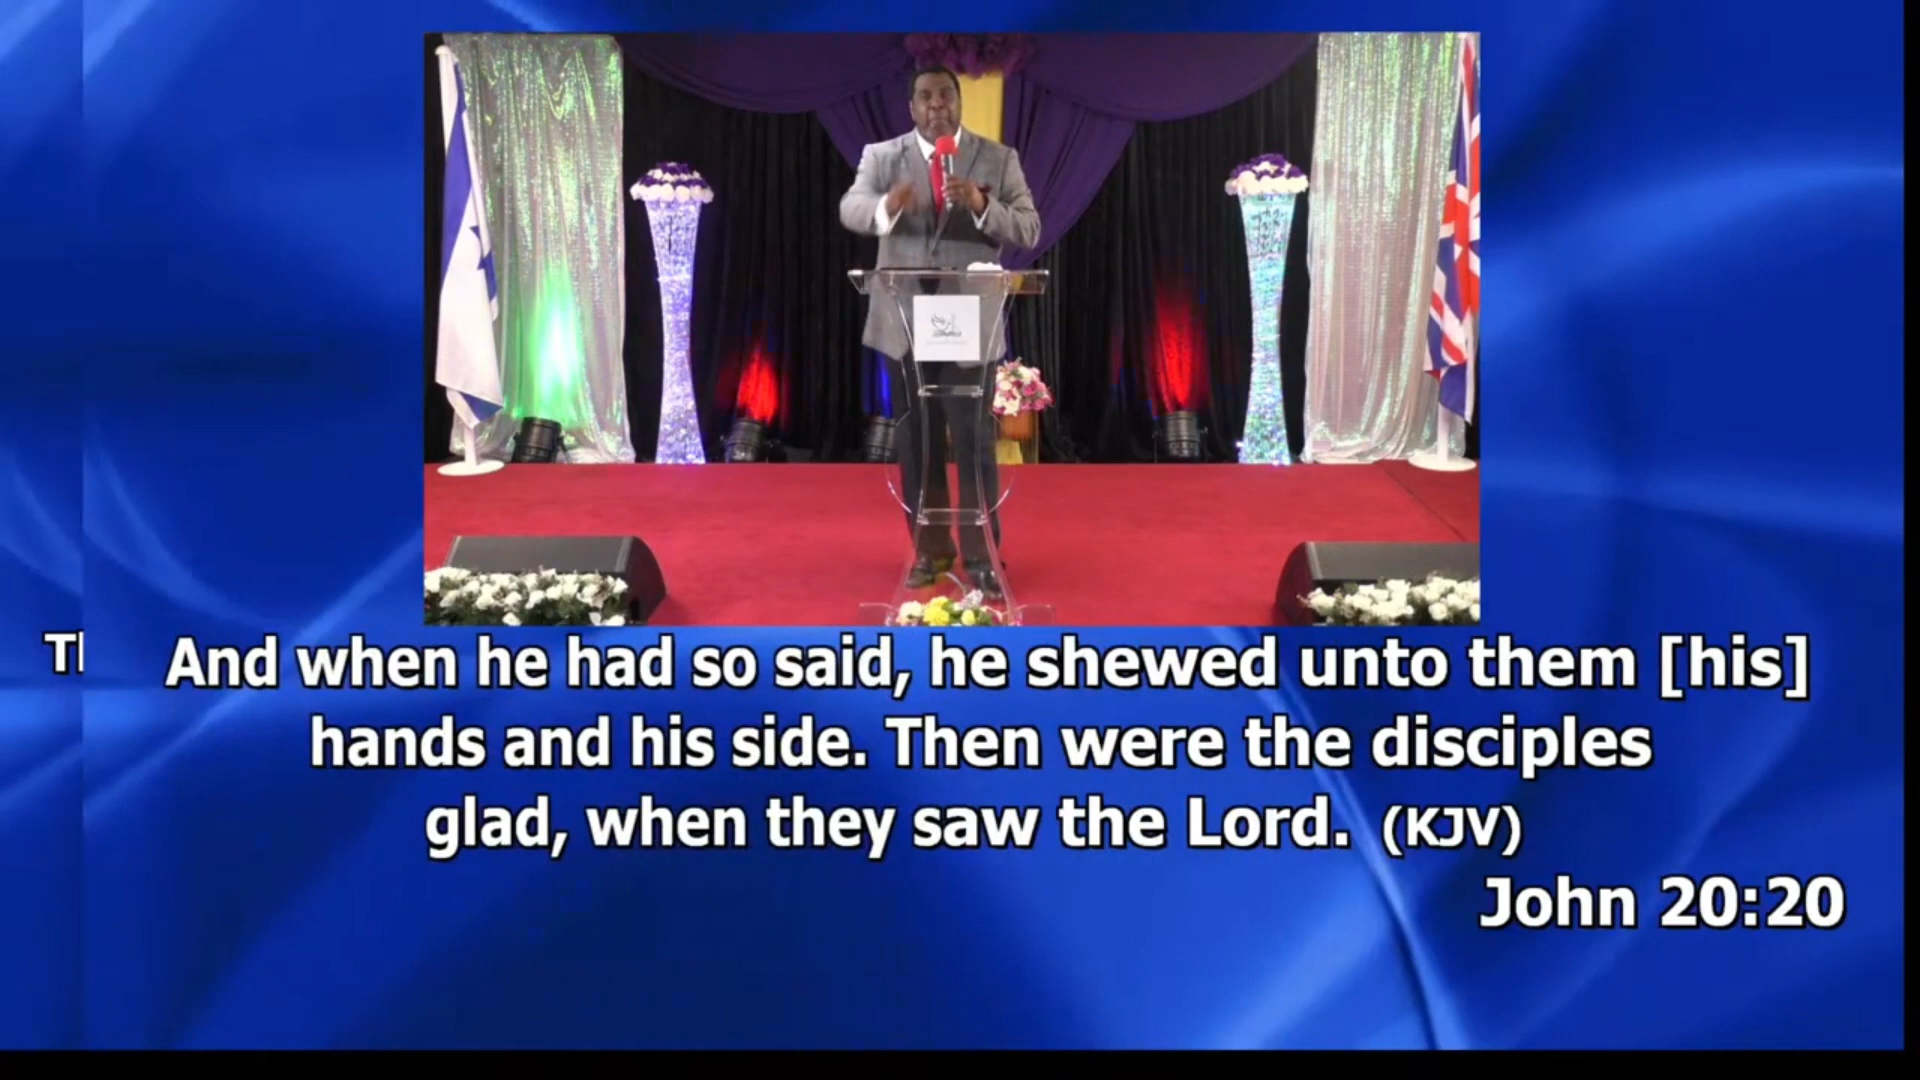 Tl
And when he had so said, he shewed unto them [his]
hands and his side. Then were the disciples
glad, when they saw the Lord. (KJV)
John 20:20